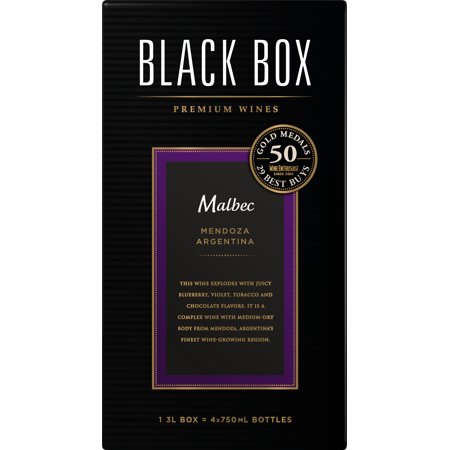 BLACK BOX
PREMIUM WINES
GOLD MEDALS
50
WINE ENTHUSIAST
SINCE 2003
29 BEST BUYS
Malbec
MENDOZA
ARGENTINA
THIS WINE EXPLODES WITH JUICY
BLUEBERRY, VIOLET, TOBACCO AND
CHOCOLATE FLAVORS. IT IS A
COMPLEX WINE WITH MEDIUM-DRY
BODY FROM MENDOZA, ARGENTINA'S
FINEST WINE-GROWING REGION.
1 3L BOX = 4x750mL BOTTLES